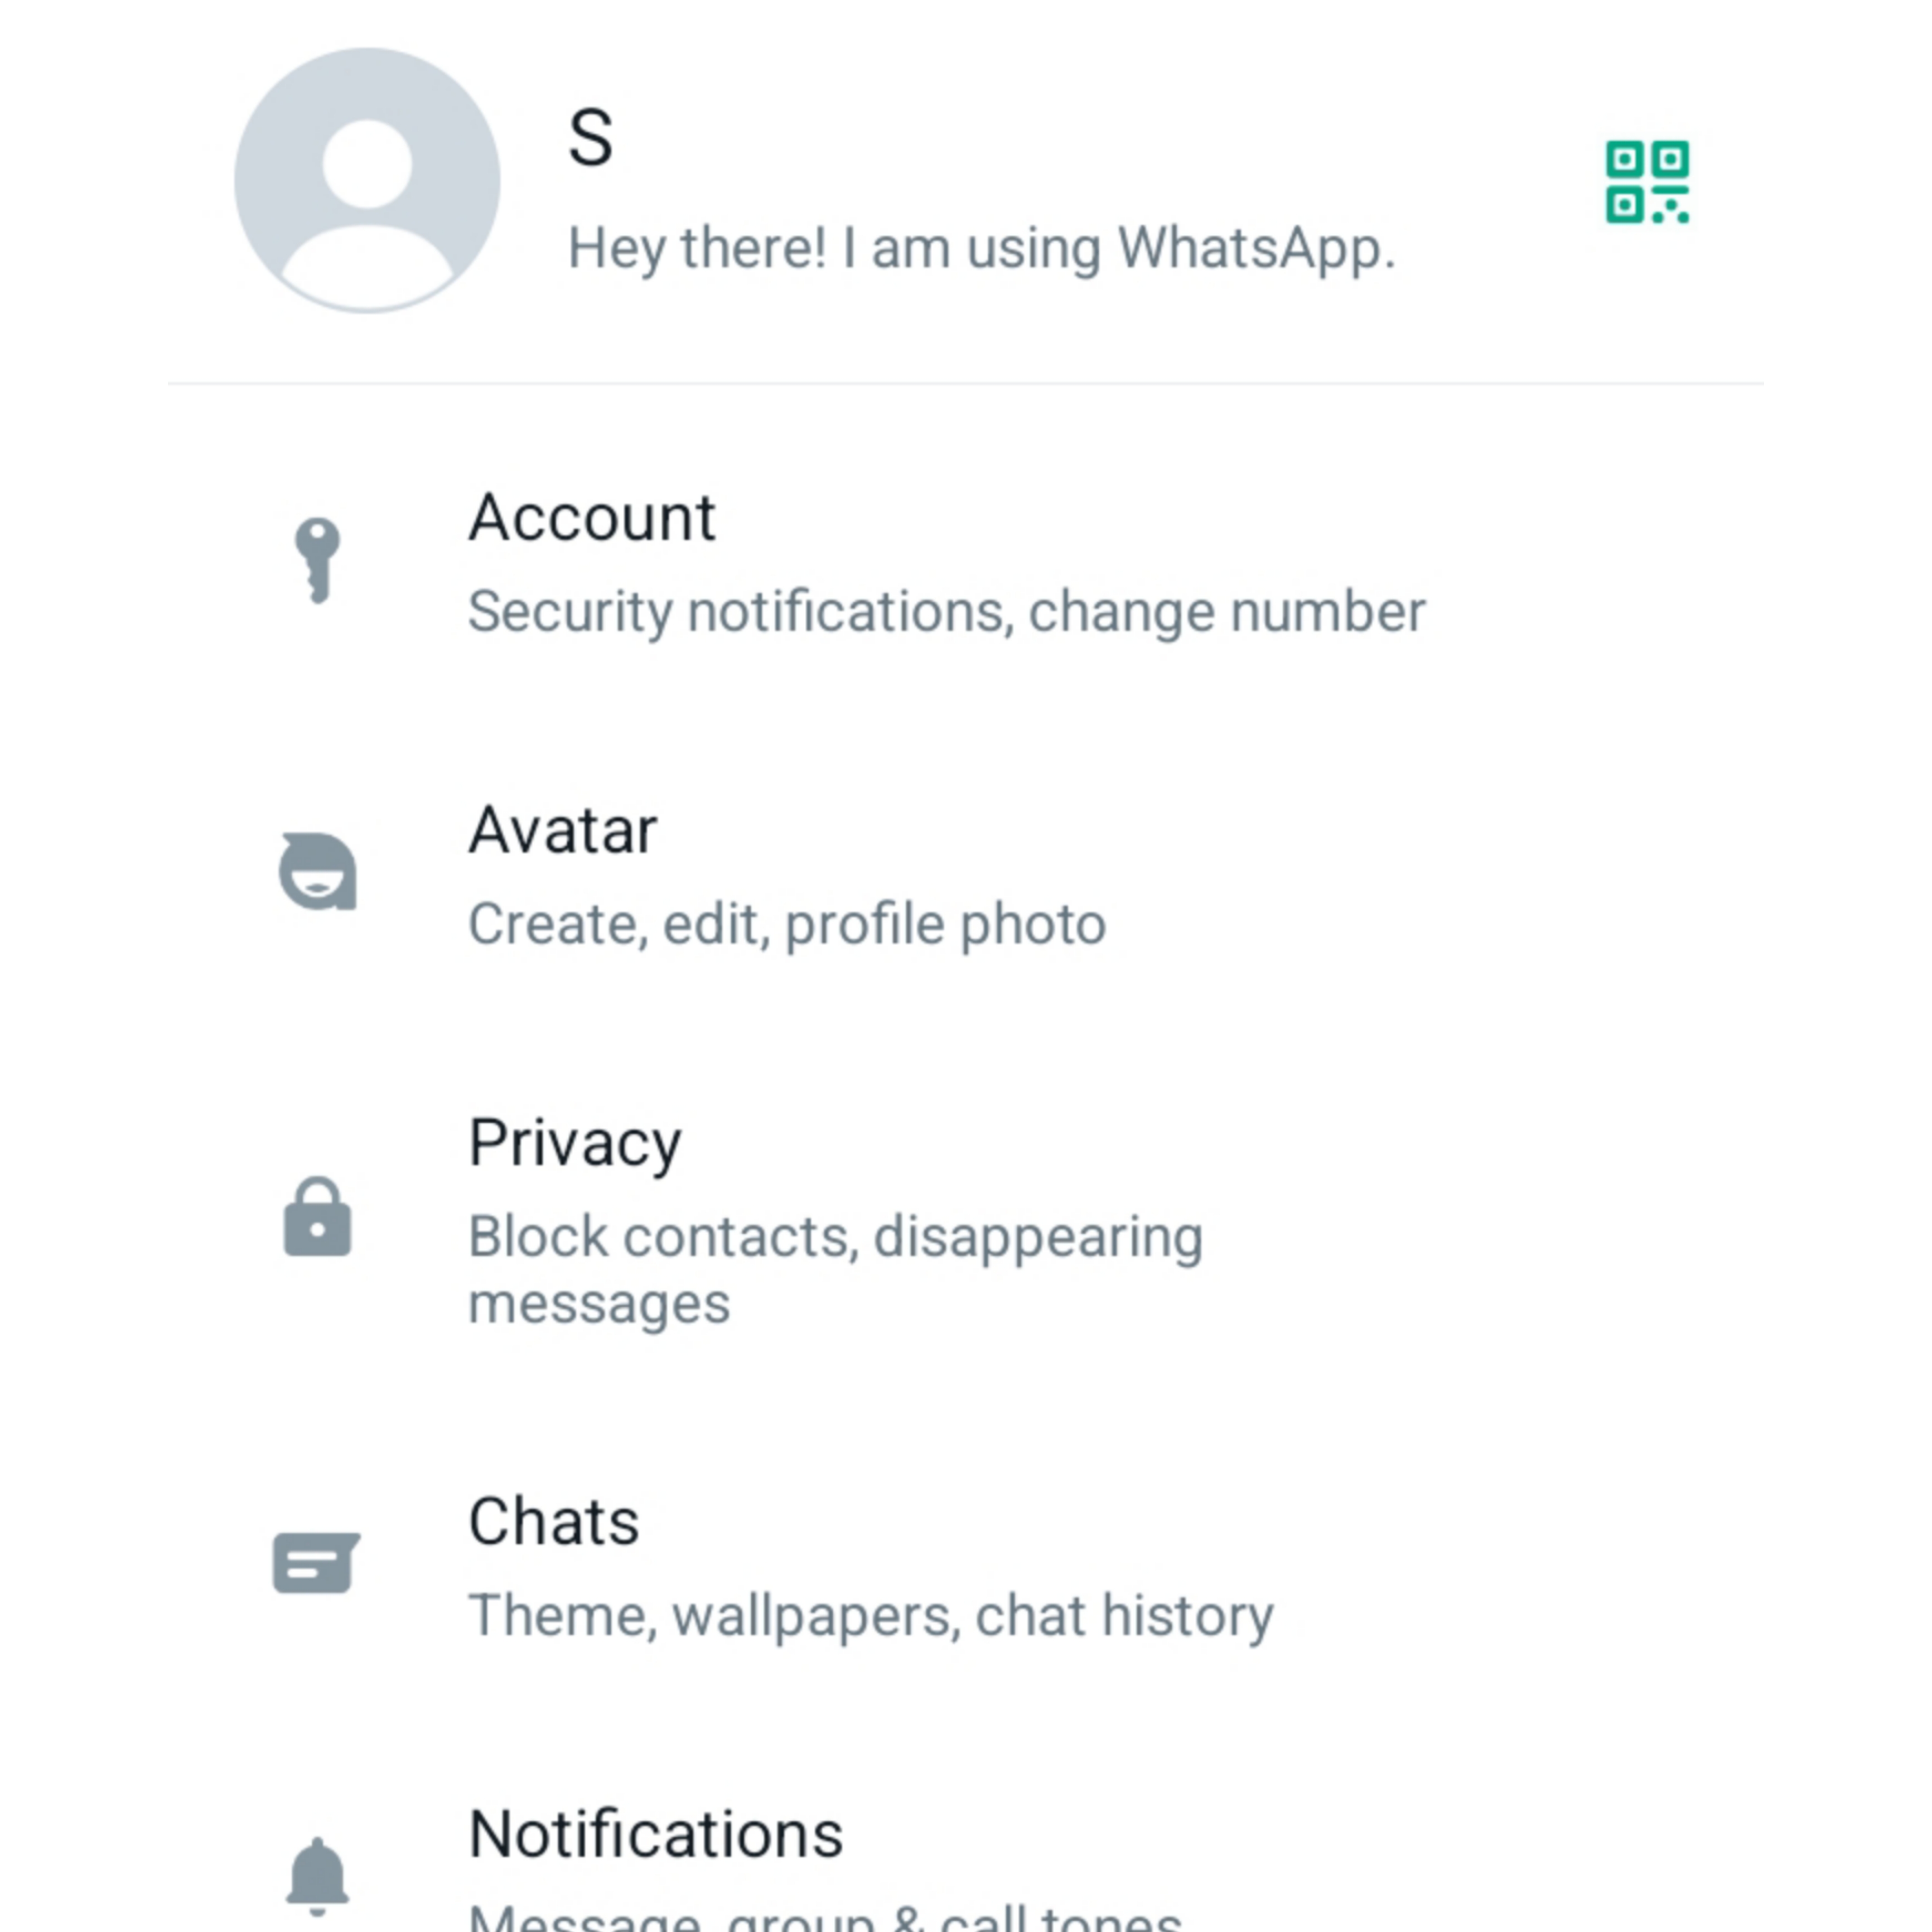 S
Hey there! I am using WhatsApp.
Account
Security notifications, change number
Avatar
Create, edit, profile photo
Privacy
Block contacts, disappearing
messages
Chats
Theme, wallpapers, chat history
Notifications
Message, group & call tones